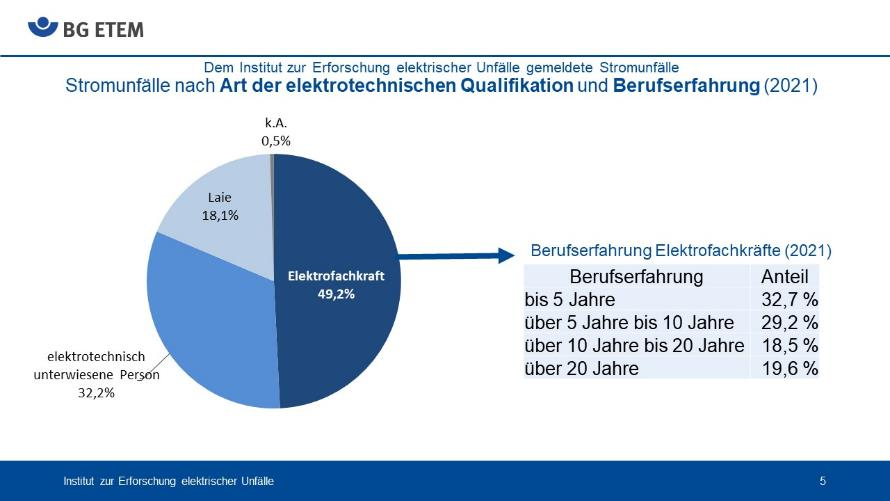 BG ETEM
Dem Institut zur Erforschung elektrischer Unfälle gemeldete Stromunfälle
Stromunfälle nach Art der elektrotechnischen Qualifikation und Berufserfahrung (2021)
k.A.
0,5%
Laie
18,1%
Elektrofachkraft
49,2%
elektrotechnisch
unterwiesene Person
32,2%
Berufserfahrung Elektrofachkräfte (2021)
Berufserfahrung Anteil
bis 5 Jahre 32,7 %
über 5 Jahre bis 10 Jahre 29,2 %
über 10 Jahre bis 20 Jahre 18,5 %
über 20 Jahre 19,6 %
Institut zur Erforschung elektrischer Unfälle 5